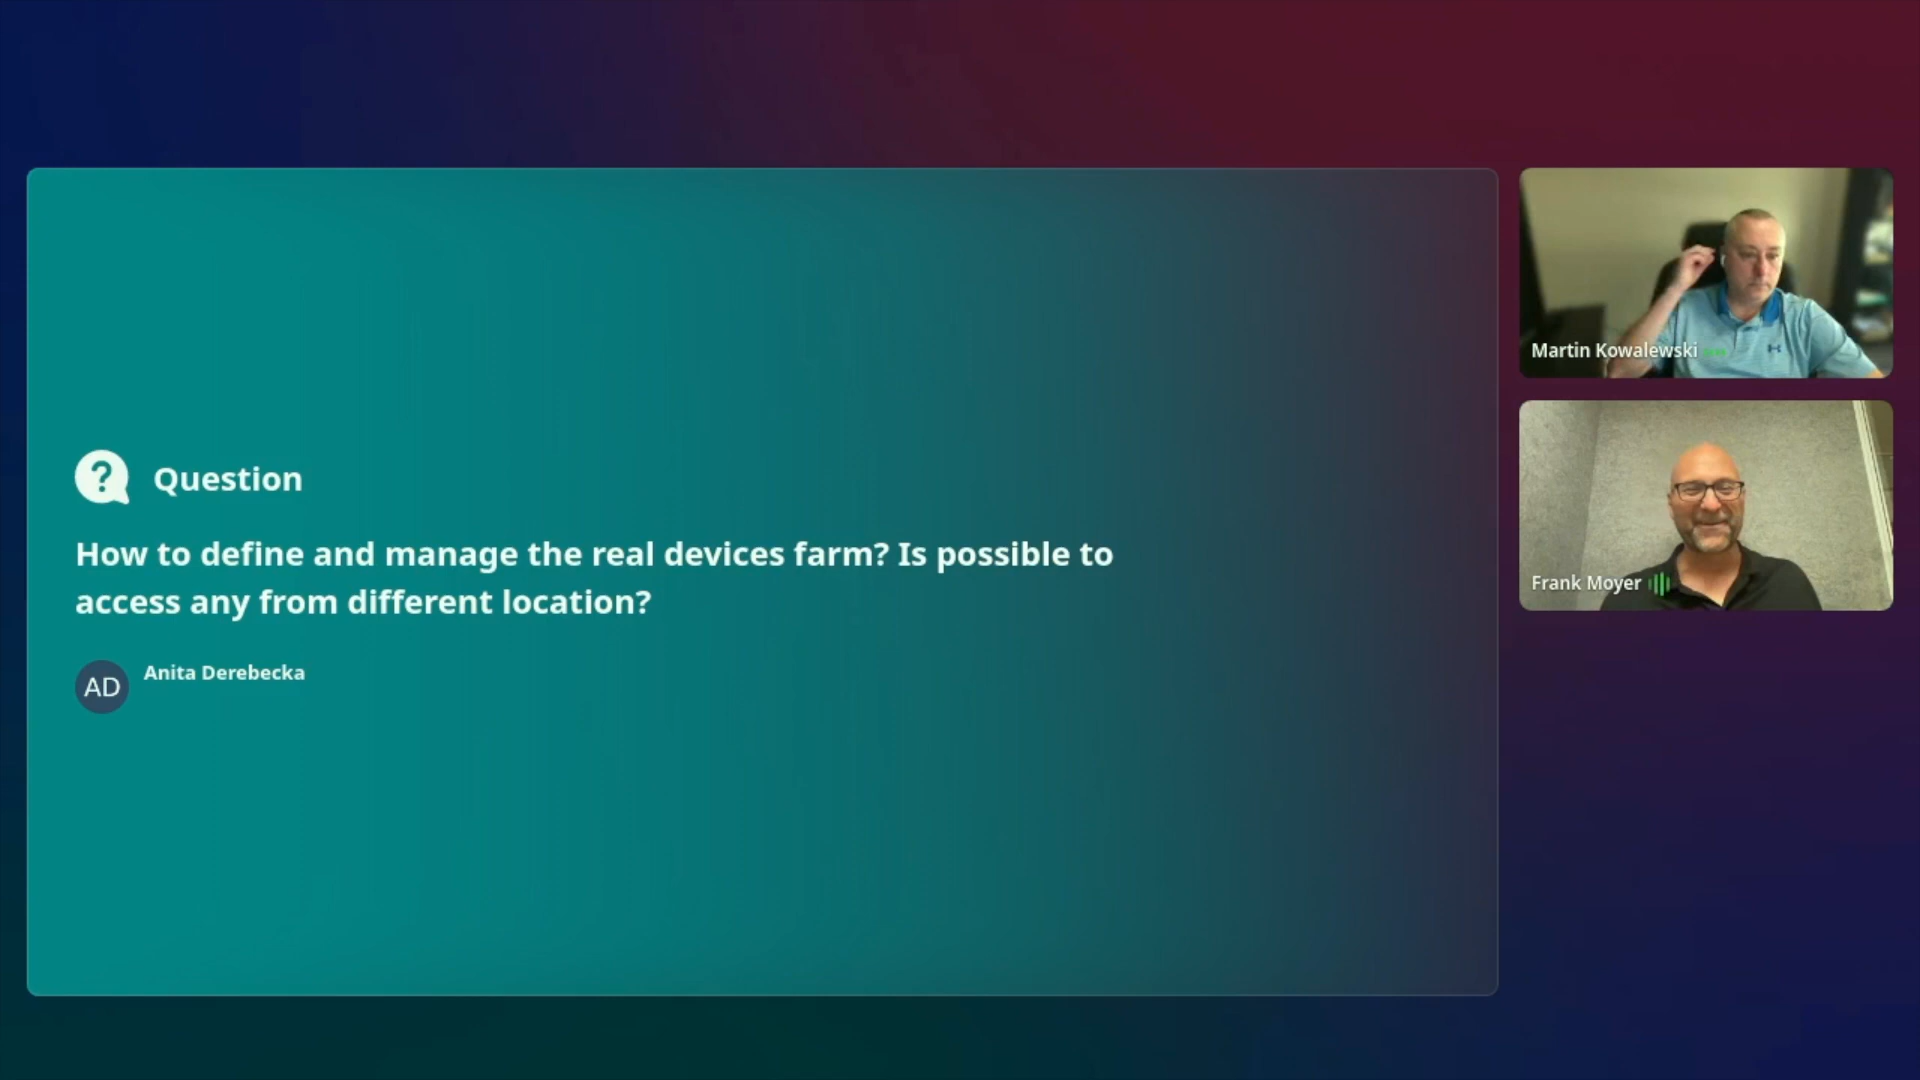 Question
How to define and manage the real devices farm? Is possible to
access any from different location?
AD
Anita Derebecka
Martin Kowalewski
Frank Moyer